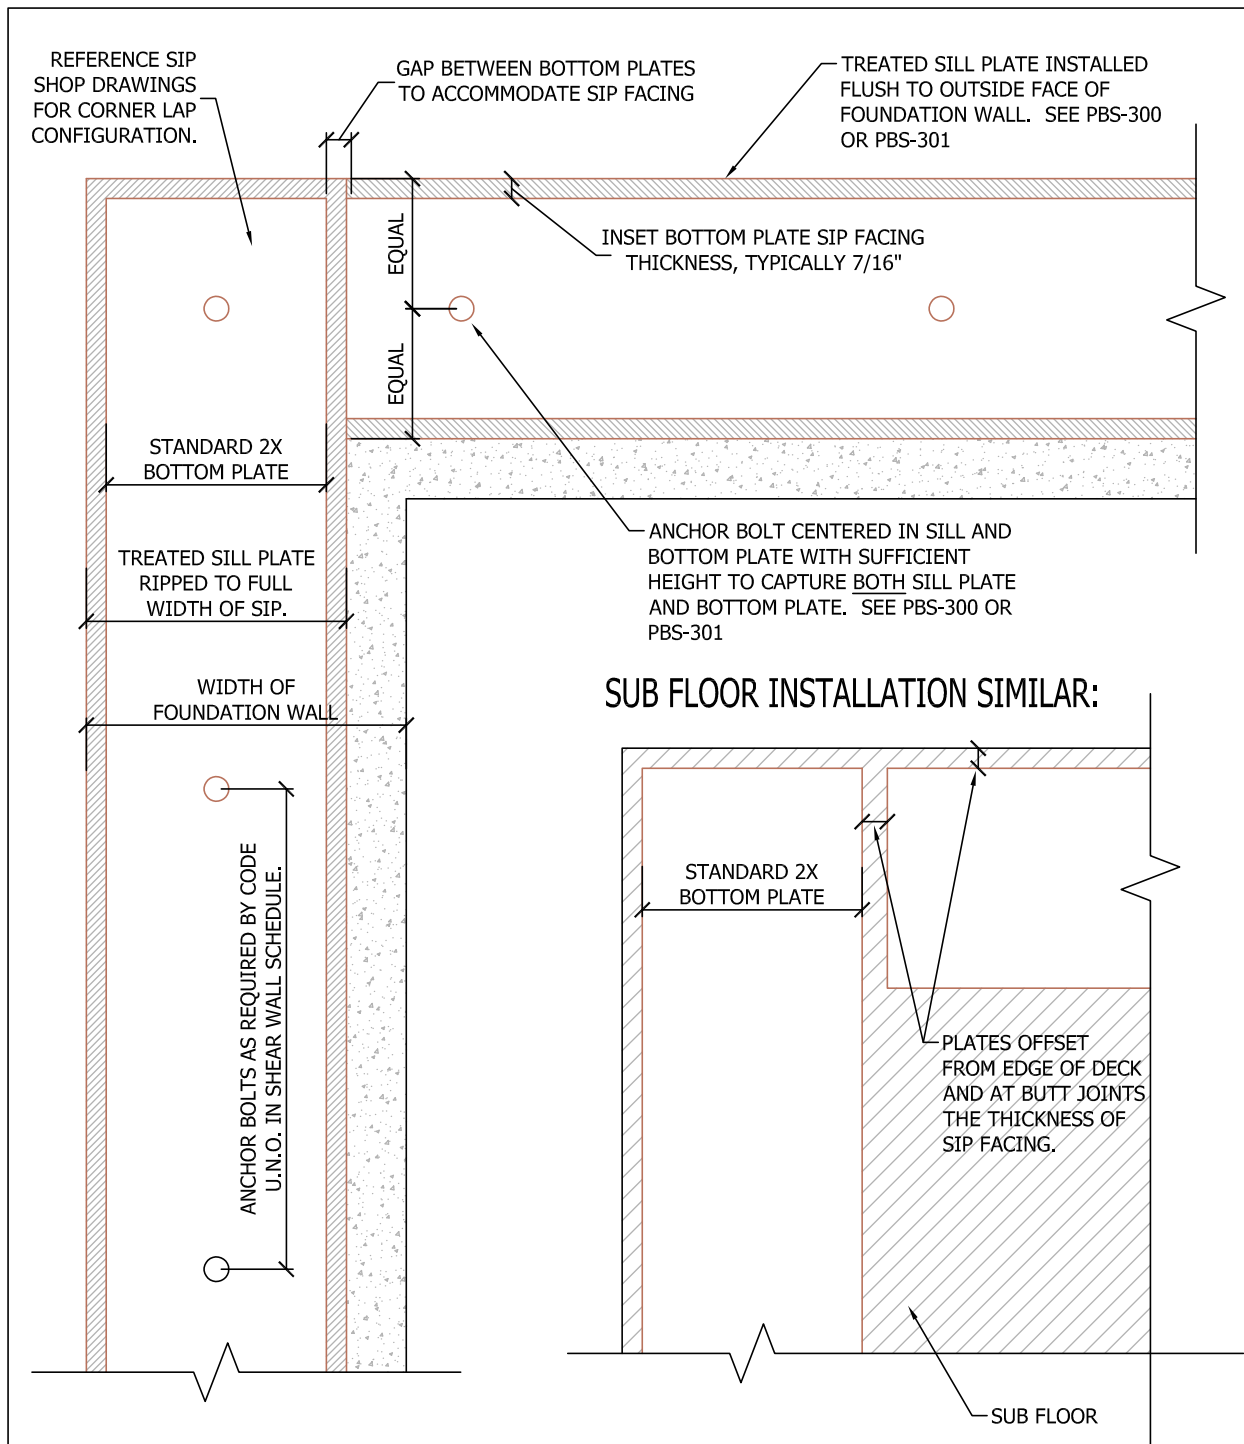 REFERENCE SIP
SHOP DRAWINGS
FOR CORNER LAP
CONFIGURATION.
GAP BETWEEN BOTTOM PLATES
TO ACCOMMODATE SIP FACING
TREATED SILL PLATE INSTALLED
FLUSH TO OUTSIDE FACE OF
FOUNDATION WALL. SEE PBS-300
OR PBS-301
INSET BOTTOM PLATE SIP FACING
THICKNESS, TYPICALLY 7/16"
EQUAL
EQUAL
STANDARD 2X
BOTTOM PLATE
ANCHOR BOLT CENTERED IN SILL AND
BOTTOM PLATE WITH SUFFICIENT
HEIGHT TO CAPTURE BOTH SILL PLATE
AND BOTTOM PLATE. SEE PBS-300 OR
PBS-301
TREATED SILL PLATE
RIPPED TO FULL
WIDTH OF SIP.
WIDTH OF
FOUNDATION WALL
SUB FLOOR INSTALLATION SIMILAR:
ANCHOR BOLTS AS REQUIRED BY CODE
U.N.O. IN SHEAR WALL SCHEDULE.
STANDARD 2X
BOTTOM PLATE
PLATES OFFSET
FROM EDGE OF DECK
AND AT BUTT JOINTS
THE THICKNESS OF
SIP FACING.
SUB FLOOR